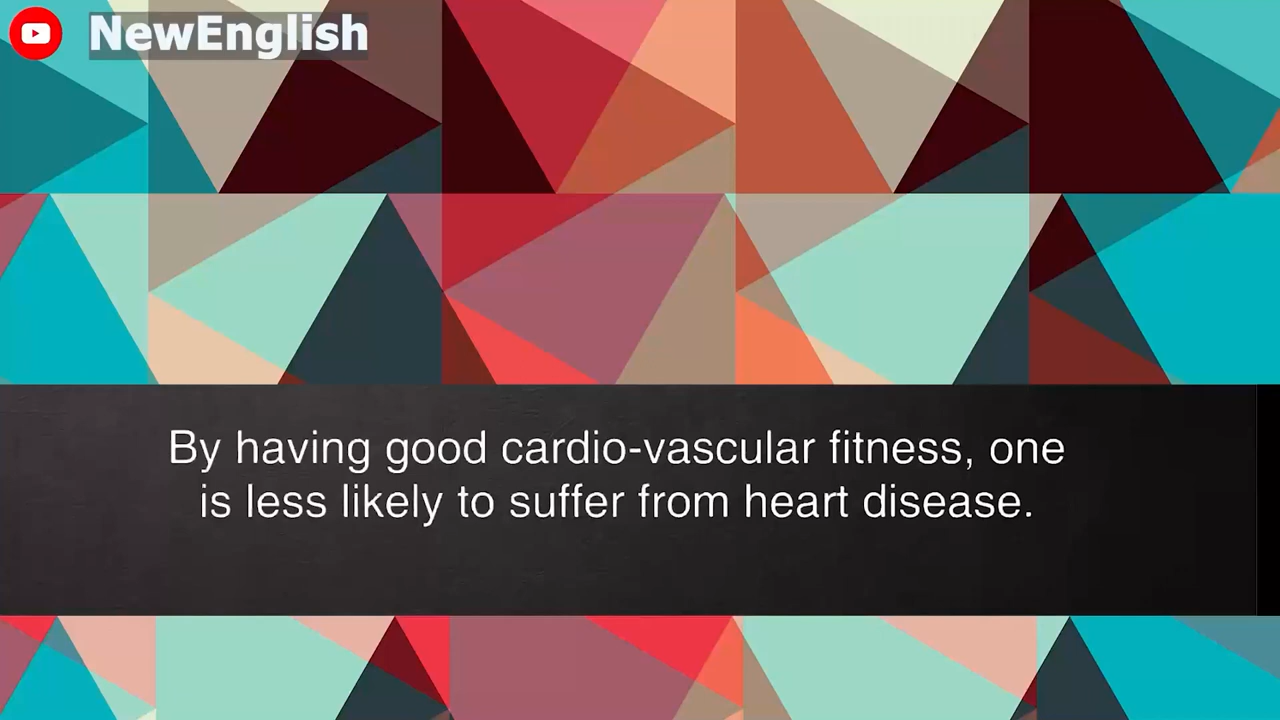 NewEnglish
By having good cardio-vascular fitness, one
is less likely to suffer from heart disease.